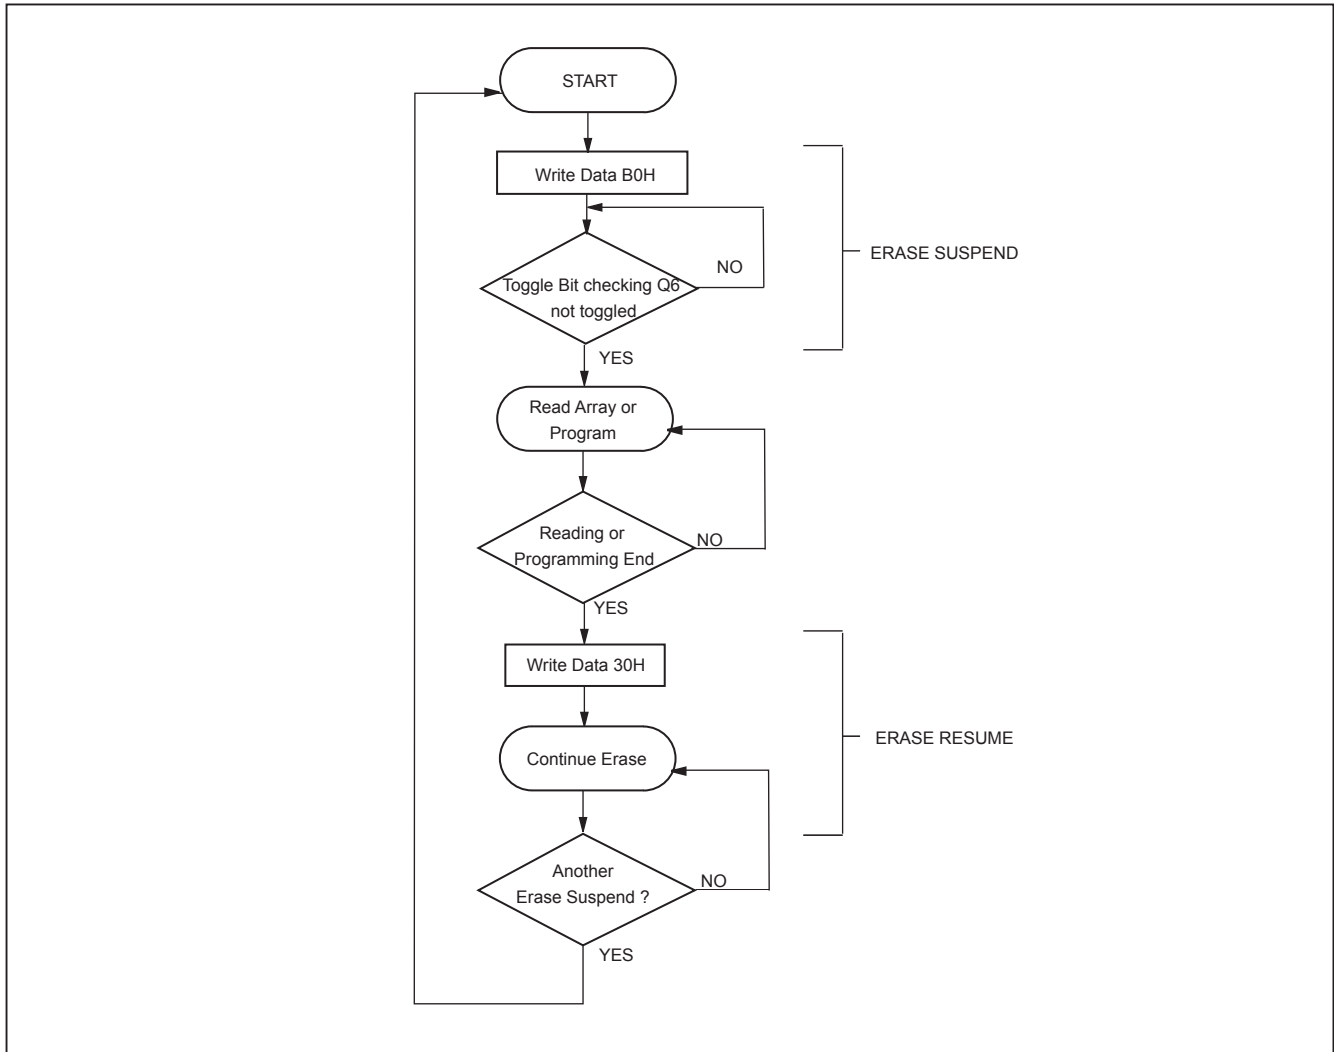 START
Write Data B0H
NO
ERASE SUSPEND
Toggle Bit checking Q6
not toggled
YES
Read Array or
Program
Reading or
Programming End
NO
YES
Write Data 30H
ERASE RESUME
Continue Erase
Another
Erase Suspend ?
NO
YES